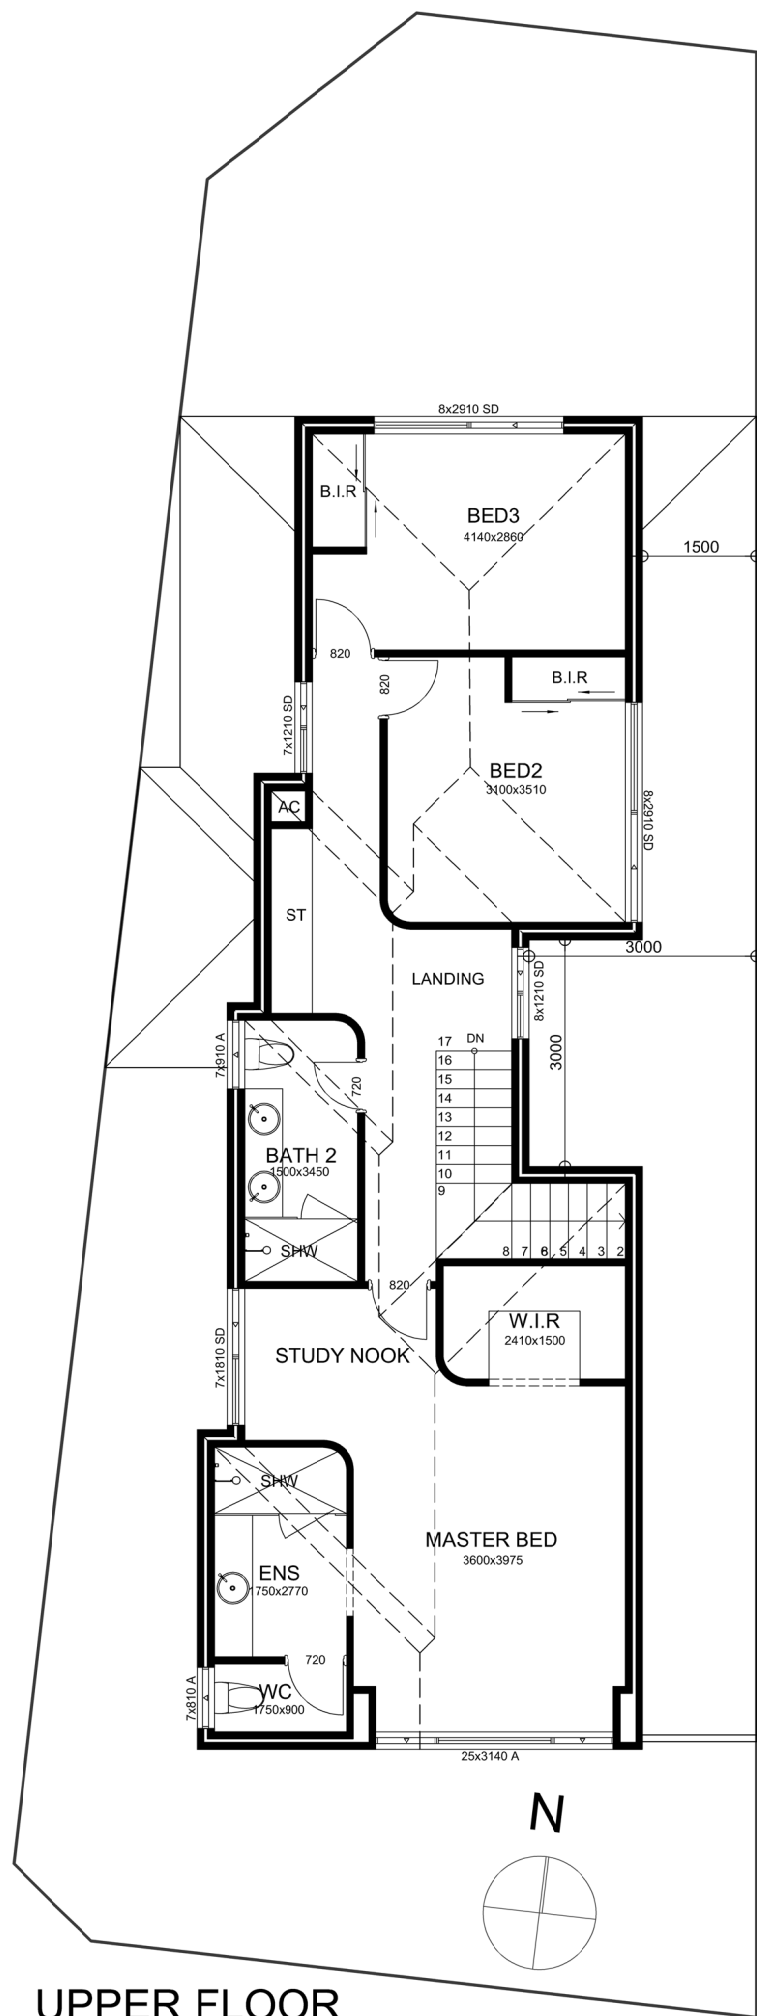 8x2910 SD
B.I.R
BED3
4140x2860
1500
820
820
B.I.R
7x1210 SD
BED2
3100x3510
8x2910 SD
AC
ST
LANDING
3000
8x1210 SD
3000
7x910 A
17
DN
16
15
14
13
12
11
10
9
720
BATH 2
1500x3450
SHW
8
7
6
5
4
3
2
820
W.I.R
2410x1500
7x1810 SD
STUDY NOOK
SHW
MASTER BED
3600x3975
ENS
1750x2770
720
7x810 A
WC
1750x900
25x3140 A
N
UPPER FLOOR